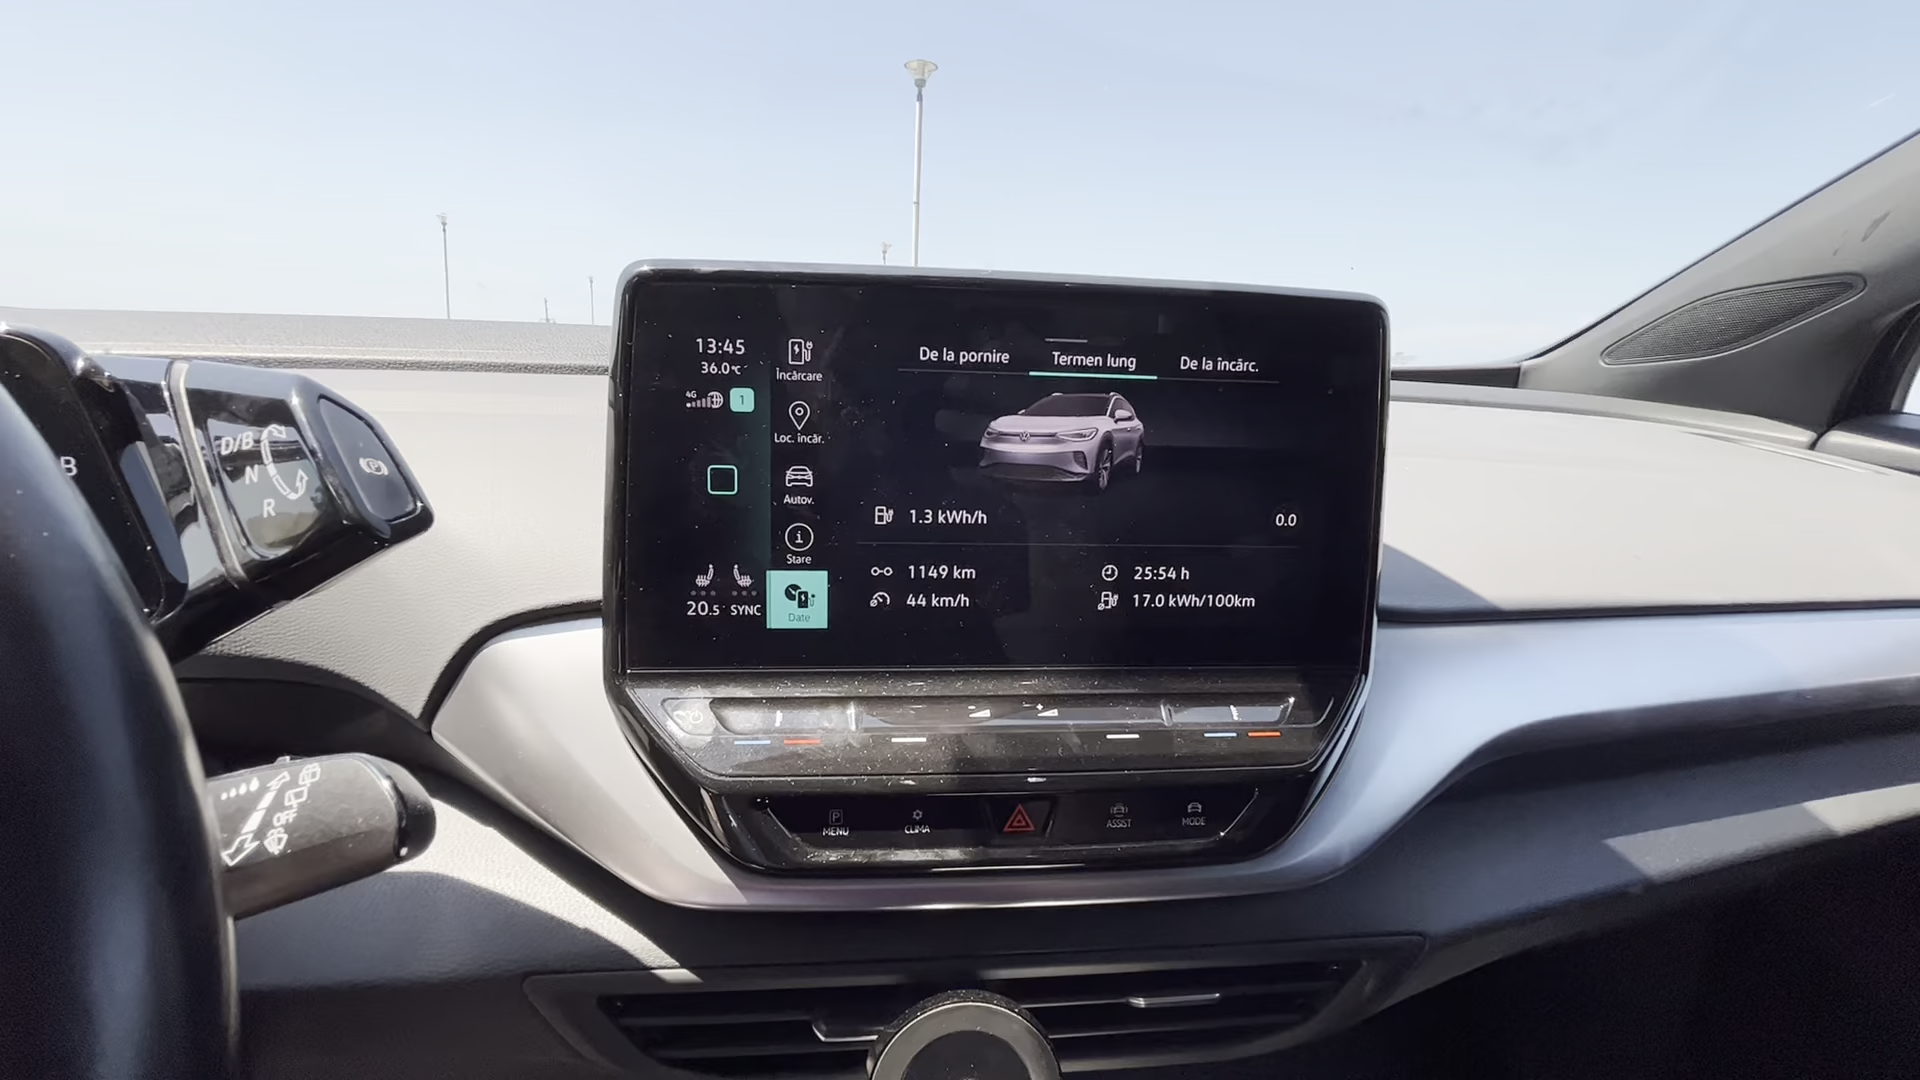 13:45
36.0°C
4G
1
20.5° SYNC
Încărcare
Loc. încăr.
Autov.
Stare
Date
De la pornire
Termen lung
De la încărc.
1.3 kWh/h
0.0
1149 km
25:54 h
44 km/h
17.0 kWh/100km
B
D/B
N
R
P
P
MENU
CLIMA
ASSIST
MODE
- +